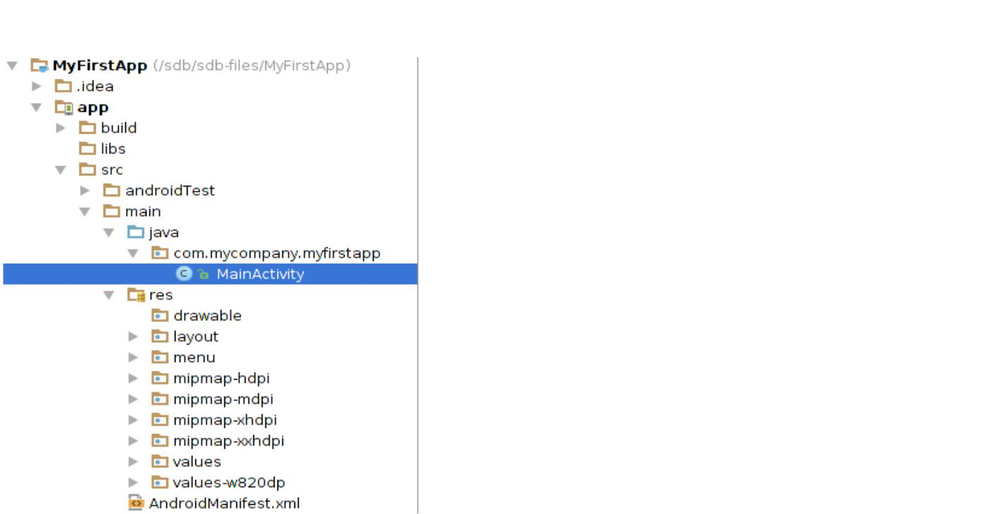 MyFirstApp (/sdb/sdb-files/MyFirstApp)
.idea
app
build
libs
src
androidTest
main
java
com.mycompany.myfirstapp
C MainActivity
res
drawable
layout
menu
mipmap-hdpi
mipmap-mdpi
mipmap-xhdpi
mipmap-xxhdpi
values
values-w820dp
AndroidManifest.xml